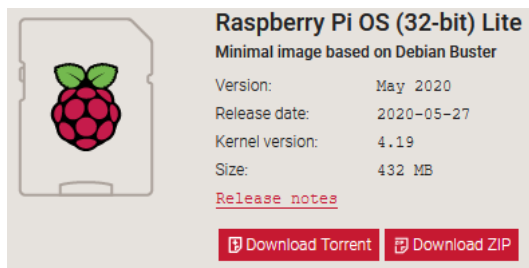 Raspberry Pi OS (32-bit) Lite
Minimal image based on Debian Buster
Version: May 2020
Release date: 2020-05-27
Kernel version: 4.19
Size: 432 MB
Release notes
Download Torrent Download ZIP